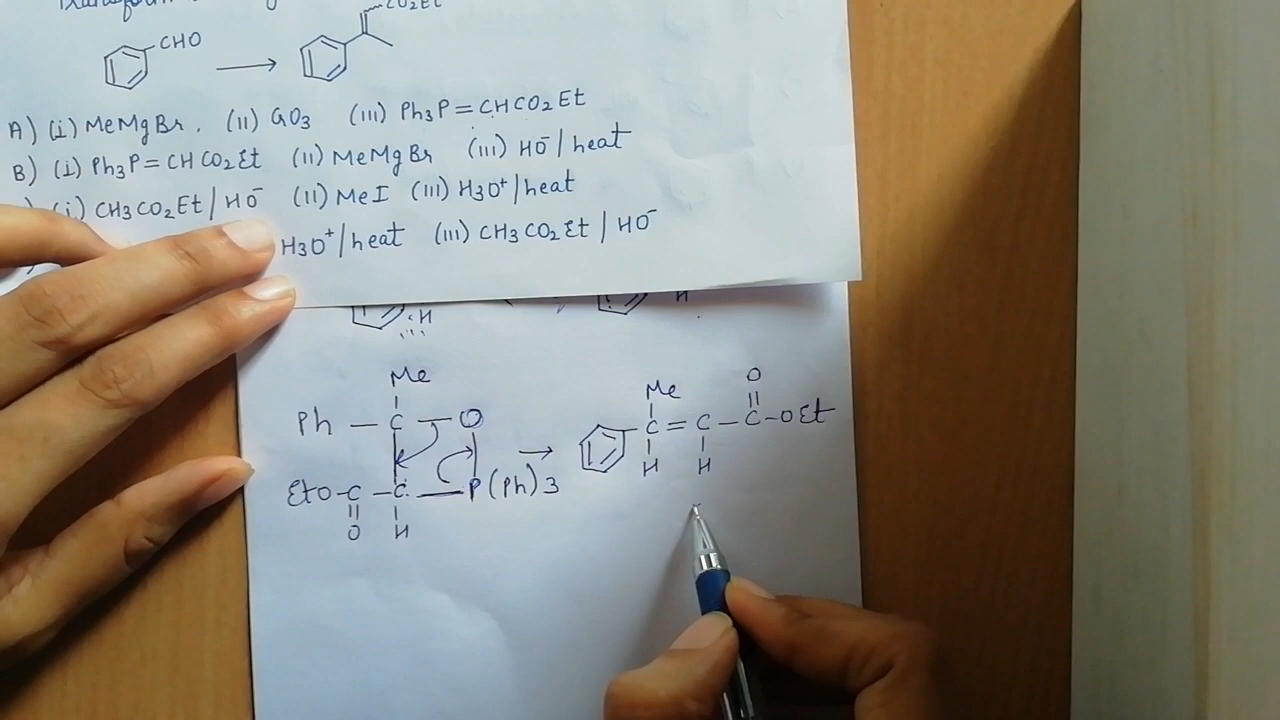 CO2Et
CHO
A) (i) MeMgBr, (ii) CrO3 (iii) Ph3P=CHCO2Et
B) (i) Ph3P=CHCO2Et (ii) MeMgBr (iii) HO⁻/heat
) (i) CH3CO2Et/HO⁻ (ii) MeI (iii) H3O⁺/heat
H3O⁺/heat (iii) CH3CO2Et/HO⁻
H
H
Me
Ph-C-O
EtO-C-C-P(Ph)3
O H
Me O
C=C-C-OEt
H H